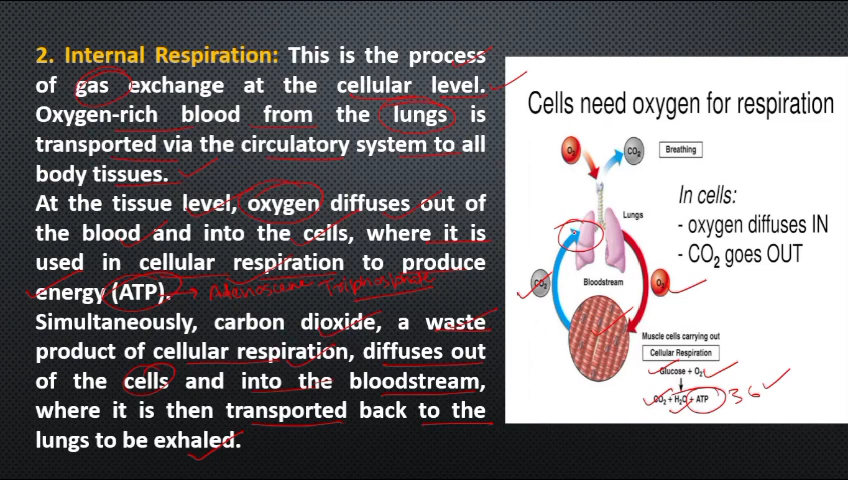 2. Internal Respiration: This is the process
of gas exchange at the cellular level.
Oxygen-rich blood from the lungs is
transported via the circulatory system to all
body tissues.
At the tissue level, oxygen diffuses out of
the blood and into the cells, where it is
used in cellular respiration to produce
energy (ATP). → Adenoscene Triphosphate
Simultaneously, carbon dioxide, a waste
product of cellular respiration, diffuses out
of the cells and into the bloodstream,
where it is then transported back to the
lungs to be exhaled.
Cells need oxygen for respiration
O₂
CO₂
Breathing
Lungs
In cells:
- oxygen diffuses IN
- CO₂ goes OUT
CO₂
Bloodstream
O₂
Muscle cells carrying out
Cellular Respiration
Glucose + O₂
CO₂ + H₂O + ATP 36